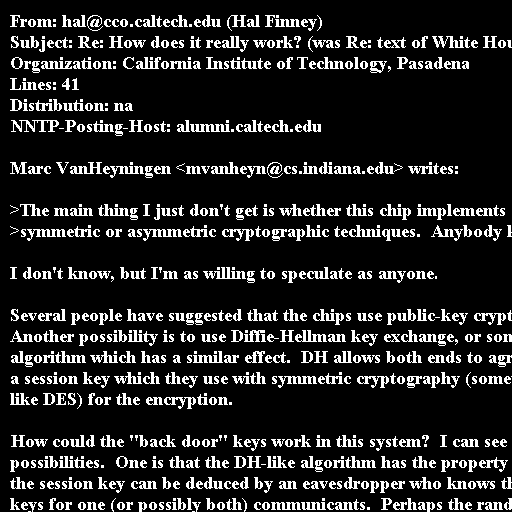 From: hal@cco.caltech.edu (Hal Finney)
Subject: Re: How does it really work? (was Re: text of White Hou
Organization: California Institute of Technology, Pasadena
Lines: 41
Distribution: na
NNTP-Posting-Host: alumni.caltech.edu
Marc VanHeyningen <mvanheyn@cs.indiana.edu> writes:
>The main thing I just don't get is whether this chip implements
>symmetric or asymmetric cryptographic techniques.  Anybody k
I don't know, but I'm as willing to speculate as anyone.
Several people have suggested that the chips use public-key crypt
Another possibility is to use Diffie-Hellman key exchange, or som
algorithm which has a similar effect.  DH allows both ends to agr
a session key which they use with symmetric cryptography (some
like DES) for the encryption.
How could the "back door" keys work in this system?  I can see
possibilities.  One is that the DH-like algorithm has the property
the session key can be deduced by an eavesdropper who knows th
keys for one (or possibly both) communicants.  Perhaps the rand